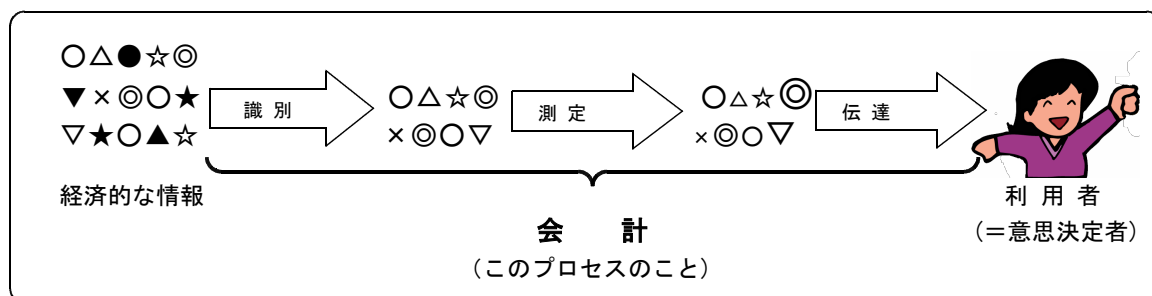 ○△●☆◎
▼×◎○★
▽★○▲☆
経済的な情報
識 別
○△☆◎
×◎○▽
測 定
○△☆◎
×◎○▽
伝 達
利 用 者
(＝意思決定者)
会　　計
(このプロセスのこと)